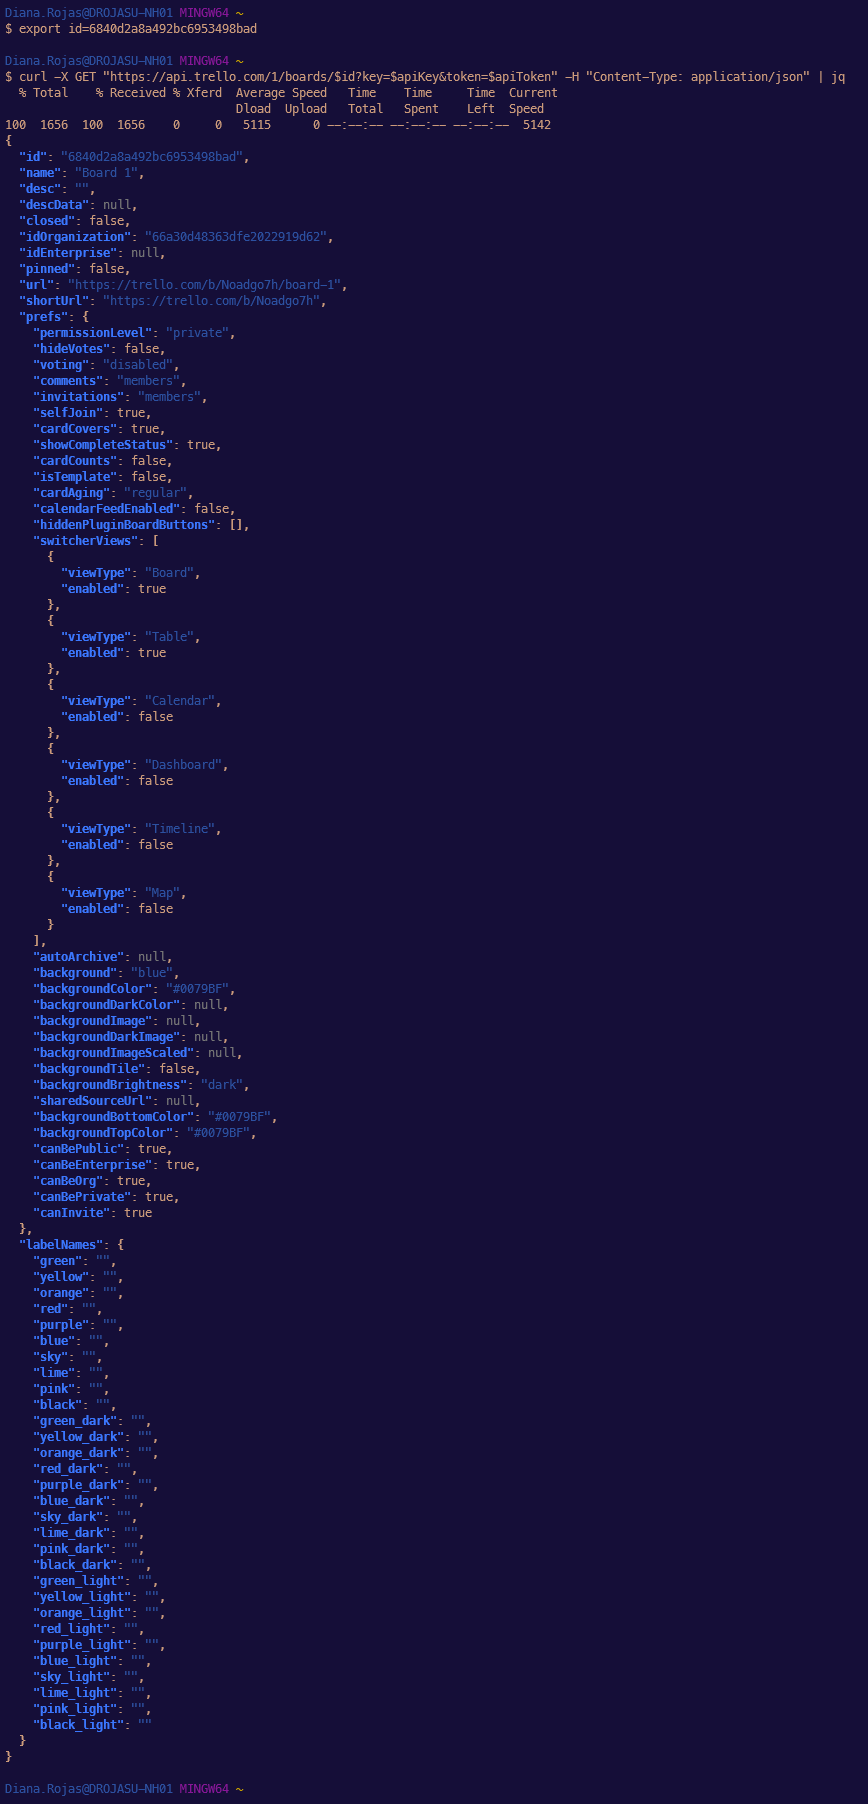 Diana.Rojas@DROJASU-NH01 MINGW64 ~
$ export id=6840d2a8a492bc6953498bad

Diana.Rojas@DROJASU-NH01 MINGW64 ~
$ curl -X GET "https://api.trello.com/1/boards/$id?key=$apiKey&token=$apiToken" -H "Content-Type: application/json" | jq
  % Total    % Received % Xferd  Average Speed   Time    Time     Time  Current
                                 Dload  Upload   Total   Spent    Left  Speed
100  1656  100  1656    0     0   5115      0 --:--:-- --:--:-- --:--:--  5142
{
  "id": "6840d2a8a492bc6953498bad",
  "name": "Board 1",
  "desc": "",
  "descData": null,
  "closed": false,
  "idOrganization": "66a30d48363dfe2022919d62",
  "idEnterprise": null,
  "pinned": false,
  "url": "https://trello.com/b/Noadgo7h/board-1",
  "shortUrl": "https://trello.com/b/Noadgo7h",
  "prefs": {
    "permissionLevel": "private",
    "hideVotes": false,
    "voting": "disabled",
    "comments": "members",
    "invitations": "members",
    "selfJoin": true,
    "cardCovers": true,
    "showCompleteStatus": true,
    "cardCounts": false,
    "isTemplate": false,
    "cardAging": "regular",
    "calendarFeedEnabled": false,
    "hiddenPluginBoardButtons": [],
    "switcherViews": [
      {
        "viewType": "Board",
        "enabled": true
      },
      {
        "viewType": "Table",
        "enabled": true
      },
      {
        "viewType": "Calendar",
        "enabled": false
      },
      {
        "viewType": "Dashboard",
        "enabled": false
      },
      {
        "viewType": "Timeline",
        "enabled": false
      },
      {
        "viewType": "Map",
        "enabled": false
      }
    ],
    "autoArchive": null,
    "background": "blue",
    "backgroundColor": "#0079BF",
    "backgroundDarkColor": null,
    "backgroundImage": null,
    "backgroundDarkImage": null,
    "backgroundImageScaled": null,
    "backgroundTile": false,
    "backgroundBrightness": "dark",
    "sharedSourceUrl": null,
    "backgroundBottomColor": "#0079BF",
    "backgroundTopColor": "#0079BF",
    "canBePublic": true,
    "canBeEnterprise": true,
    "canBeOrg": true,
    "canBePrivate": true,
    "canInvite": true
  },
  "labelNames": {
    "green": "",
    "yellow": "",
    "orange": "",
    "red": "",
    "purple": "",
    "blue": "",
    "sky": "",
    "lime": "",
    "pink": "",
    "black": "",
    "green_dark": "",
    "yellow_dark": "",
    "orange_dark": "",
    "red_dark": "",
    "purple_dark": "",
    "blue_dark": "",
    "sky_dark": "",
    "lime_dark": "",
    "pink_dark": "",
    "black_dark": "",
    "green_light": "",
    "yellow_light": "",
    "orange_light": "",
    "red_light": "",
    "purple_light": "",
    "blue_light": "",
    "sky_light": "",
    "lime_light": "",
    "pink_light": "",
    "black_light": ""
  }
}

Diana.Rojas@DROJASU-NH01 MINGW64 ~